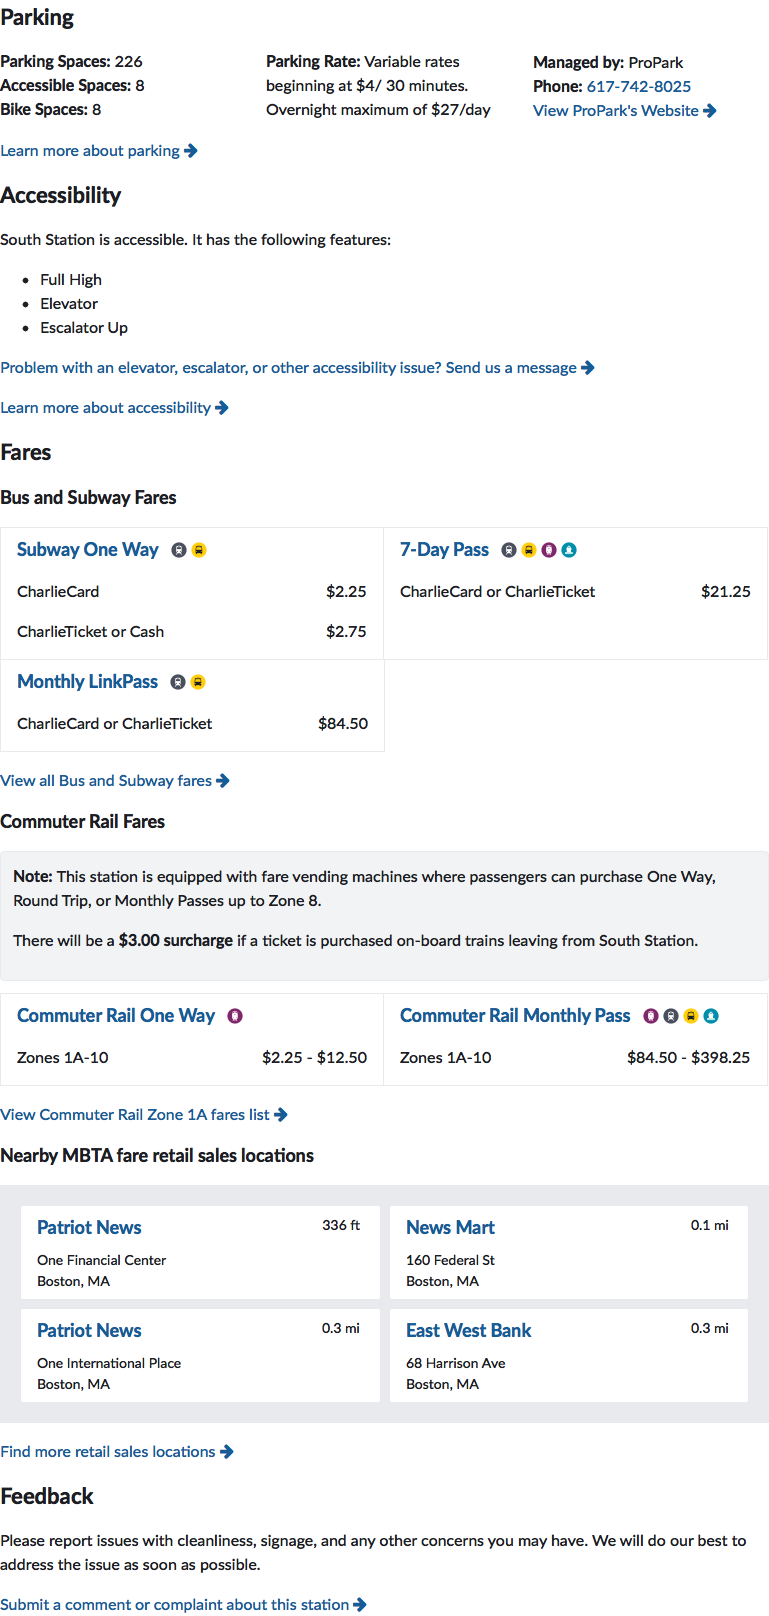 Parking
Parking Spaces: 226
Accessible Spaces: 8
Bike Spaces: 8
Parking Rate: Variable rates
beginning at $4/ 30 minutes.
Overnight maximum of $27/day
Managed by: ProPark
Phone: 617-742-8025
View ProPark's Website
Learn more about parking
Accessibility
South Station is accessible. It has the following features:
Full High
Elevator
Escalator Up
Problem with an elevator, escalator, or other accessibility issue? Send us a message
Learn more about accessibility
Fares
Bus and Subway Fares
Subway One Way
CharlieCard $2.25
CharlieTicket or Cash $2.75
7-Day Pass
CharlieCard or CharlieTicket $21.25
Monthly LinkPass
CharlieCard or CharlieTicket $84.50
View all Bus and Subway fares
Commuter Rail Fares
Note: This station is equipped with fare vending machines where passengers can purchase One Way,
Round Trip, or Monthly Passes up to Zone 8.
There will be a $3.00 surcharge if a ticket is purchased on-board trains leaving from South Station.
Commuter Rail One Way
Zones 1A-10 $2.25 - $12.50
Commuter Rail Monthly Pass
Zones 1A-10 $84.50 - $398.25
View Commuter Rail Zone 1A fares list
Nearby MBTA fare retail sales locations
Patriot News 336 ft
One Financial Center
Boston, MA
News Mart 0.1 mi
160 Federal St
Boston, MA
Patriot News 0.3 mi
One International Place
Boston, MA
East West Bank 0.3 mi
68 Harrison Ave
Boston, MA
Find more retail sales locations
Feedback
Please report issues with cleanliness, signage, and any other concerns you may have. We will do our best to
address the issue as soon as possible.
Submit a comment or complaint about this station